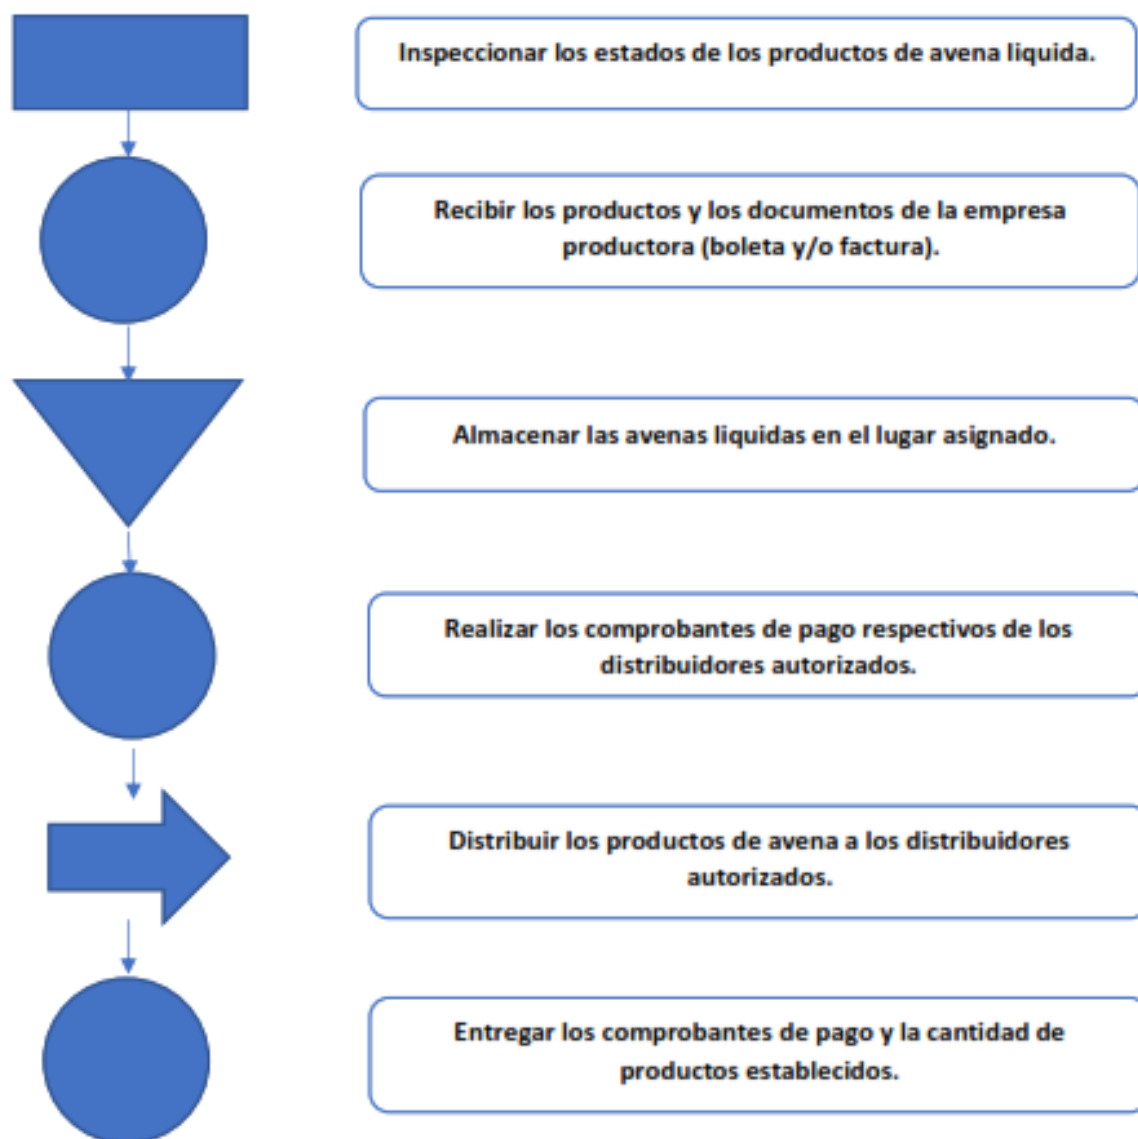 Inspeccionar los estados de los productos de avena liquida.
Recibir los productos y los documentos de la empresa
productora (boleta y/o factura).
Almacenar las avenas liquidas en el lugar asignado.
Realizar los comprobantes de pago respectivos de los
distribuidores autorizados.
Distribuir los productos de avena a los distribuidores
autorizados.
Entregar los comprobantes de pago y la cantidad de
productos establecidos.